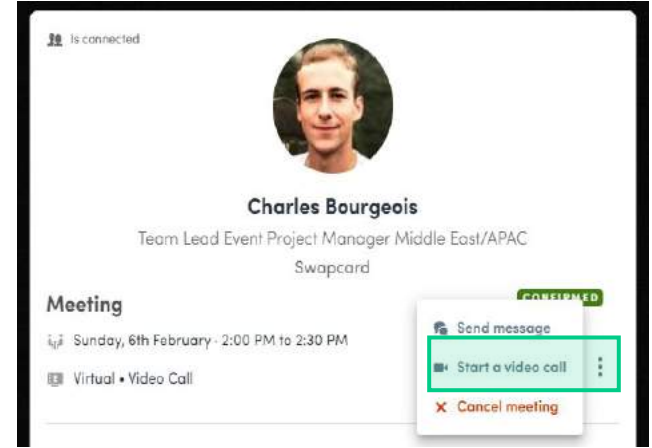 Is connected
Charles Bourgeois
Team Lead Event Project Manager Middle East/APAC
Swapcard
Meeting
CONFIRMED
Sunday, 6th February · 2:00 PM to 2:30 PM
Virtual • Video Call
Send message
Start a video call
Cancel meeting